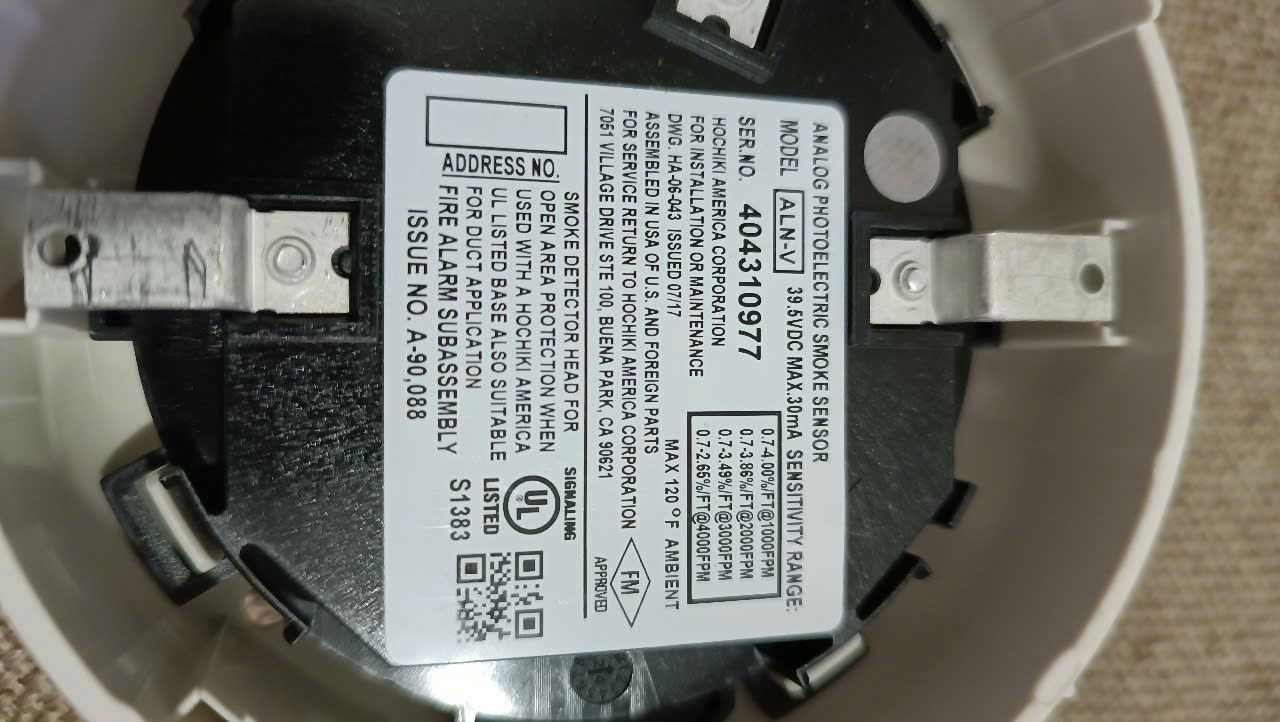 ANALOG PHOTOELECTRIC SMOKE SENSOR
MODEL ALN-V 39.5VDC MAX.30mA SENSITIVITY RANGE:
0.7-4.00%/FT@1000FPM
0.7-3.86%/FT@2000FPM
0.7-3.49%/FT@3000FPM
0.7-2.65%/FT@4000FPM
SER.NO. 404310977
HOCHIKI AMERICA CORPORATION
FOR INSTALLATION OR MAINTENANCE
DWG. HA-06-043 ISSUED 07/17
MAX 120 °F AMBIENT
ASSEMBLED IN USA OF U.S. AND FOREIGN PARTS
FOR SERVICE RETURN TO HOCHIKI AMERICA CORPORATION
7051 VILLAGE DRIVE STE 100, BUENA PARK, CA 90621
FM
APPROVED
ADDRESS NO.
SMOKE DETECTOR HEAD FOR
OPEN AREA PROTECTION WHEN
USED WITH A HOCHIKI AMERICA
UL LISTED BASE ALSO SUITABLE
FOR DUCT APPLICATION
FIRE ALARM SUBASSEMBLY
ISSUE NO. A-90,088
SIGNALING
UL
®
LISTED
S1383